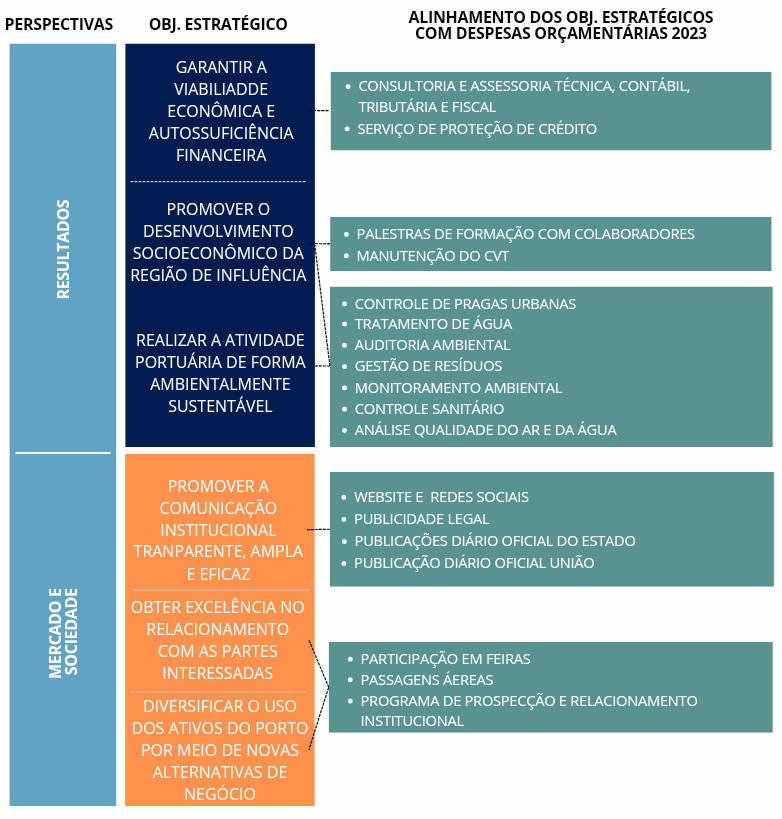 PERSPECTIVAS
OBJ. ESTRATÉGICO
ALINHAMENTO DOS OBJ. ESTRATÉGICOS
COM DESPESAS ORÇAMENTÁRIAS 2023
RESULTADOS
GARANTIR A
VIABILIADDE
ECONÔMICA E
AUTOSSUFICIÊNCIA
FINANCEIRA
• CONSULTORIA E ASSESSORIA TÉCNICA, CONTÁBIL,
TRIBUTÁRIA E FISCAL
• SERVIÇO DE PROTEÇÃO DE CRÉDITO
PROMOVER O
DESENVOLVIMENTO
SOCIOECONÔMICO DA
REGIÃO DE INFLUÊNCIA
• PALESTRAS DE FORMAÇÃO COM COLABORADORES
• MANUTENÇÃO DO CVT
REALIZAR A ATIVIDADE
PORTUÁRIA DE FORMA
AMBIENTALMENTE
SUSTENTÁVEL
• CONTROLE DE PRAGAS URBANAS
• TRATAMENTO DE ÁGUA
• AUDITORIA AMBIENTAL
• GESTÃO DE RESÍDUOS
• MONITORAMENTO AMBIENTAL
• CONTROLE SANITÁRIO
• ANÁLISE QUALIDADE DO AR E DA ÁGUA
MERCADO E
SOCIEDADE
PROMOVER A
COMUNICAÇÃO
INSTITUCIONAL
TRANPARENTE, AMPLA
E EFICAZ
• WEBSITE E REDES SOCIAIS
• PUBLICIDADE LEGAL
• PUBLICAÇÕES DIÁRIO OFICIAL DO ESTADO
• PUBLICAÇÃO DIÁRIO OFICIAL UNIÃO
OBTER EXCELÊNCIA NO
RELACIONAMENTO
COM AS PARTES
INTERESSADAS
DIVERSIFICAR O USO
DOS ATIVOS DO PORTO
POR MEIO DE NOVAS
ALTERNATIVAS DE
NEGÓCIO
• PARTICIPAÇÃO EM FEIRAS
• PASSAGENS ÁEREAS
• PROGRAMA DE PROSPECÇÃO E RELACIONAMENTO
INSTITUCIONAL